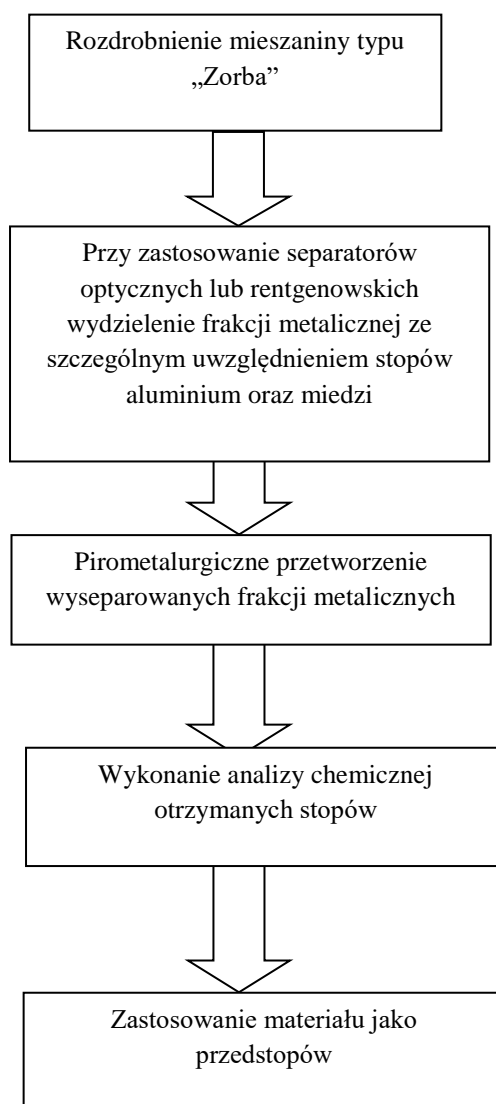 Rozdrobnienie mieszaniny typu
„Zorba”
Przy zastosowanie separatorów
optycznych lub rentgenowskich
wydzielenie frakcji metalicznej ze
szczególnym uwzględnieniem stopów
aluminium oraz miedzi
Pirometalurgiczne przetworzenie
wyseparowanych frakcji metalicznych
Wykonanie analizy chemicznej
otrzymanych stopów
Zastosowanie materiału jako
przedstopów